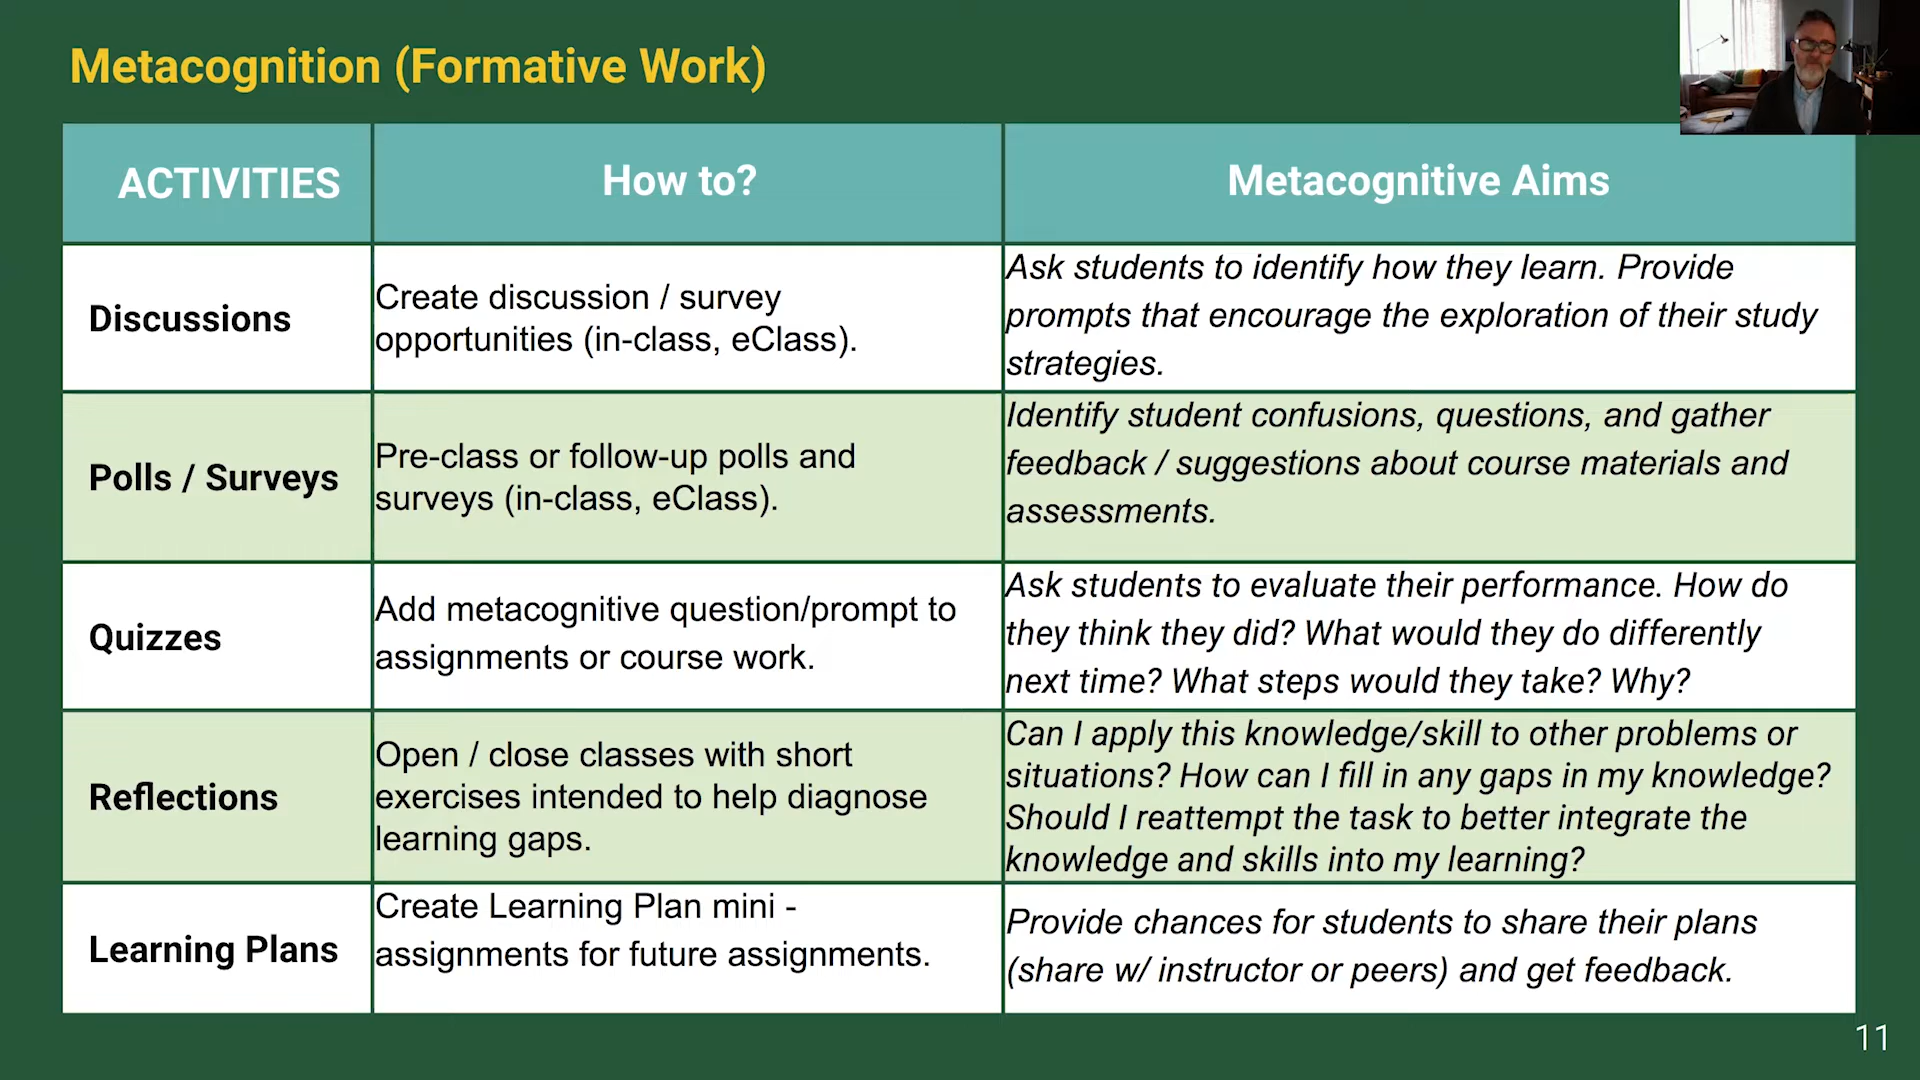 Metacognition (Formative Work)
ACTIVITIES
How to?
Metacognitive Aims
Discussions
Create discussion / survey
opportunities (in-class, eClass).
Ask students to identify how they learn. Provide
prompts that encourage the exploration of their study
strategies.
Polls / Surveys
Pre-class or follow-up polls and
surveys (in-class, eClass).
Identify student confusions, questions, and gather
feedback / suggestions about course materials and
assessments.
Quizzes
Add metacognitive question/prompt to
assignments or course work.
Ask students to evaluate their performance. How do
they think they did? What would they do differently
next time? What steps would they take? Why?
Reflections
Open / close classes with short
exercises intended to help diagnose
learning gaps.
Can I apply this knowledge/skill to other problems or
situations? How can I fill in any gaps in my knowledge?
Should I reattempt the task to better integrate the
knowledge and skills into my learning?
Learning Plans
Create Learning Plan mini -
assignments for future assignments.
Provide chances for students to share their plans
(share w/ instructor or peers) and get feedback.
11